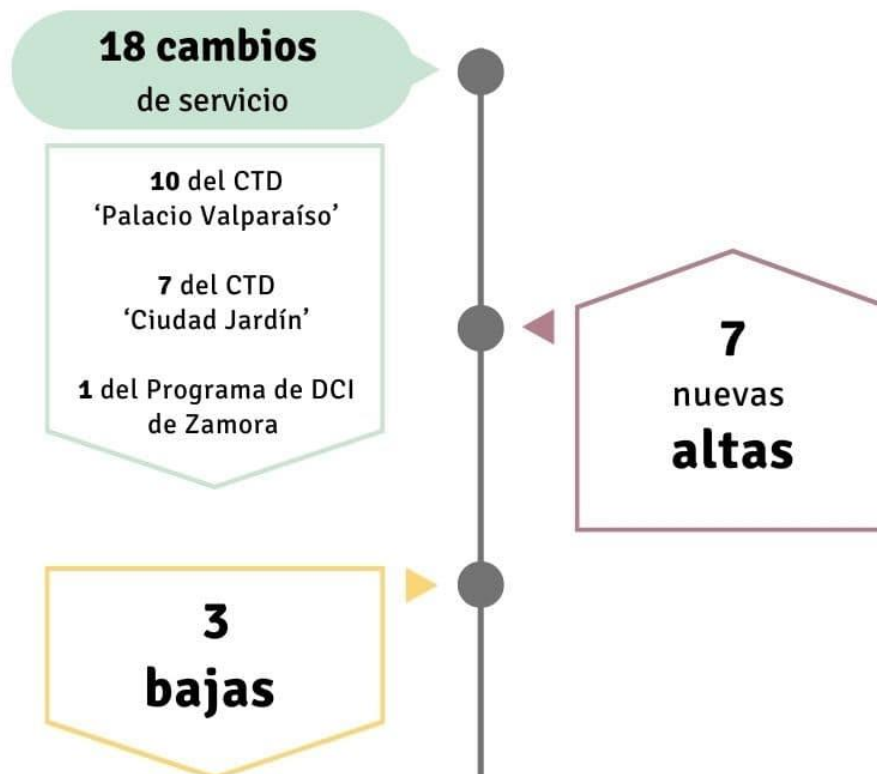 18 cambios
de servicio
10 del CTD
‘Palacio Valparaíso’
7 del CTD
‘Ciudad Jardín’
1 del Programa de DCI
de Zamora
7
nuevas
altas
3
bajas